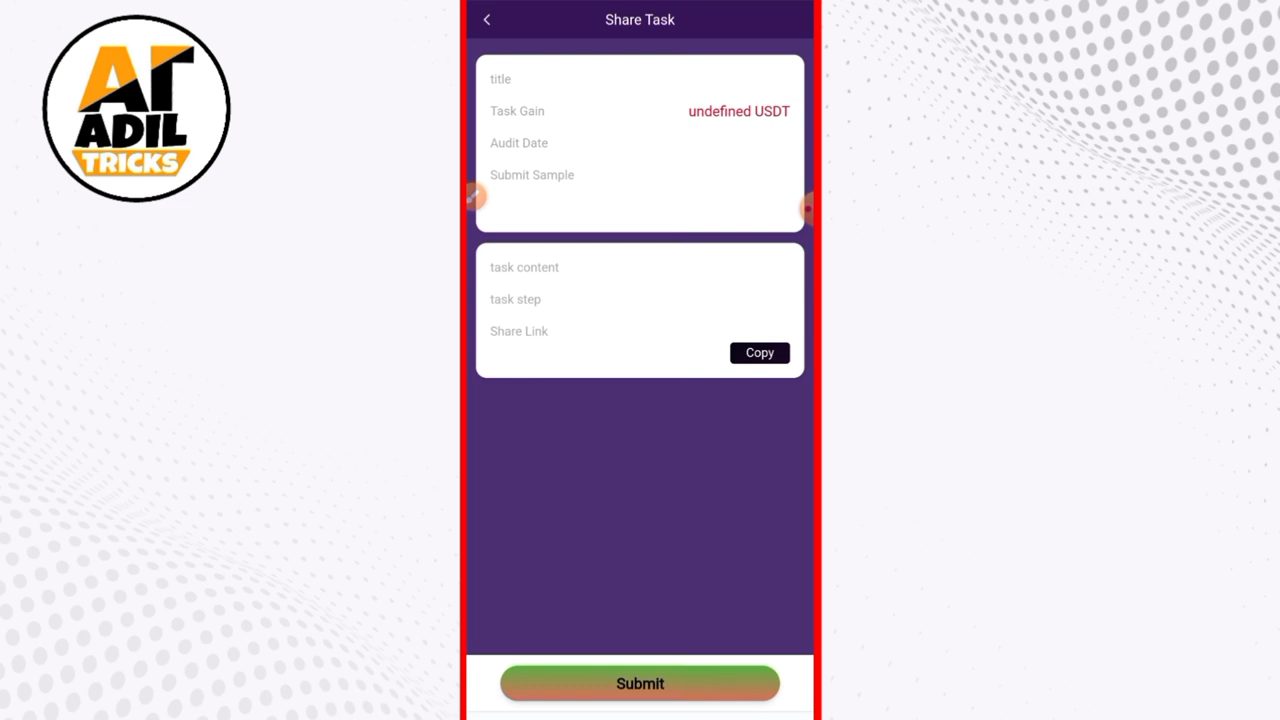 AT
ADIL
TRICKS
Share Task
title
Task Gain undefined USDT
Audit Date
Submit Sample
task content
task step
Share Link
Copy
Submit